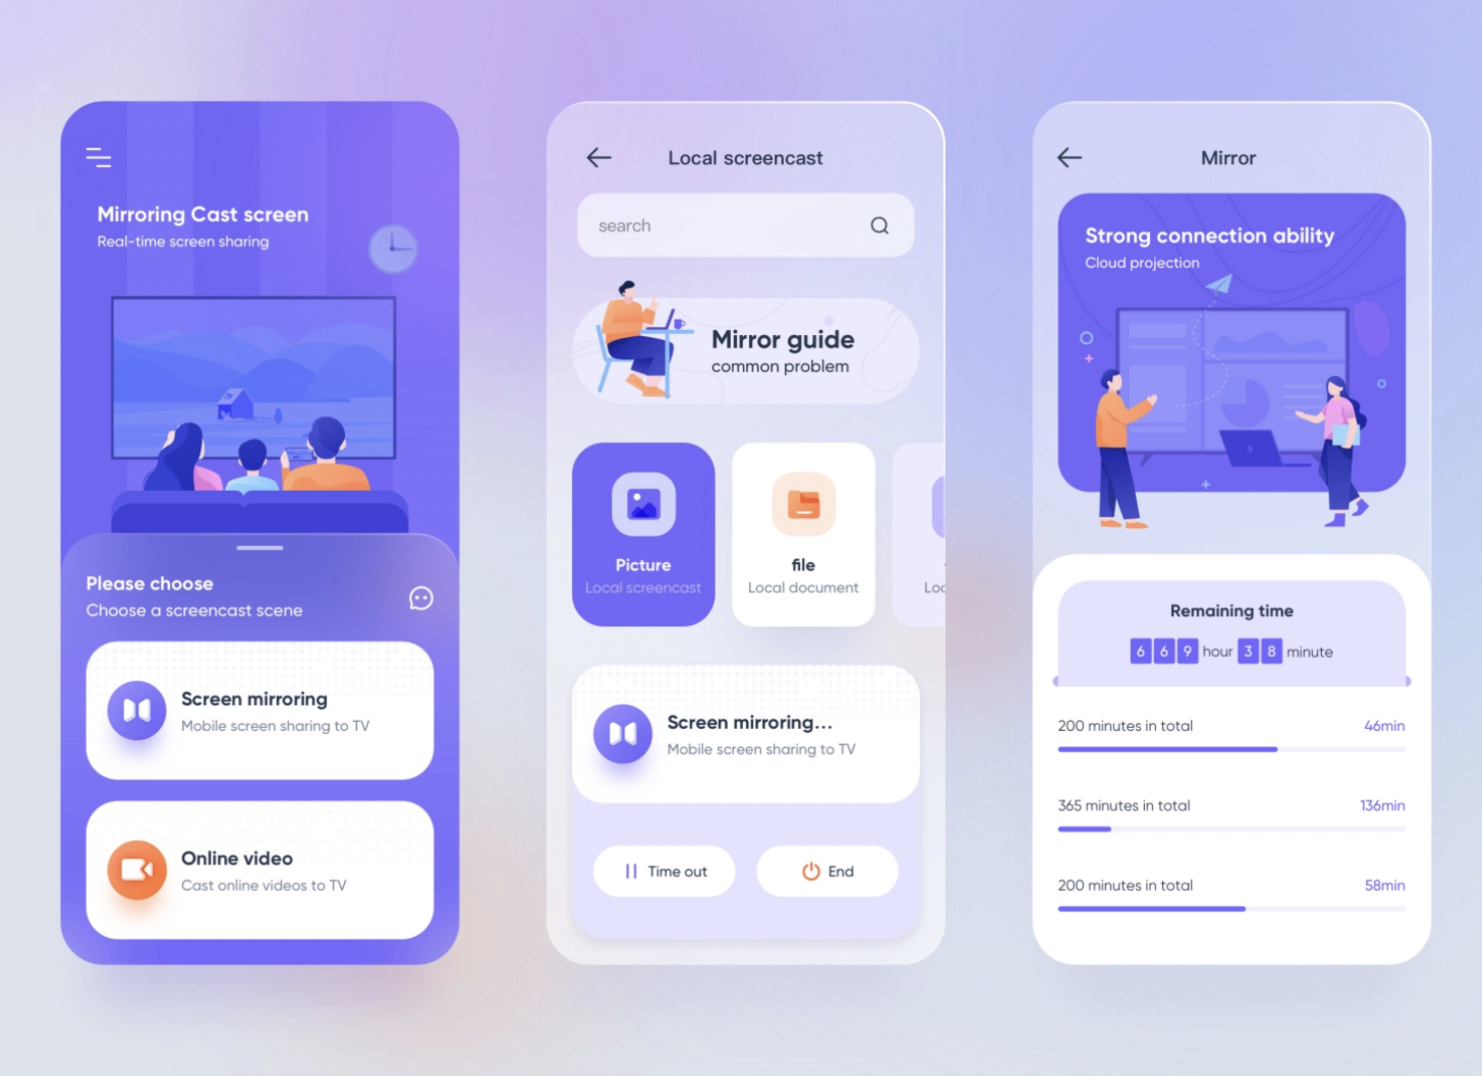 Mirroring Cast screen
Real-time screen sharing
Please choose
Choose a screencast scene
Screen mirroring
Mobile screen sharing to TV
Online video
Cast online videos to TV
Local screencast
search
Mirror guide
common problem
Picture
Local screencast
file
Local document
Screen mirroring...
Mobile screen sharing to TV
Time out
End
Mirror
Strong connection ability
Cloud projection
Remaining time
6 6 9 hour 3 8 minute
200 minutes in total 46min
365 minutes in total 136min
200 minutes in total 58min